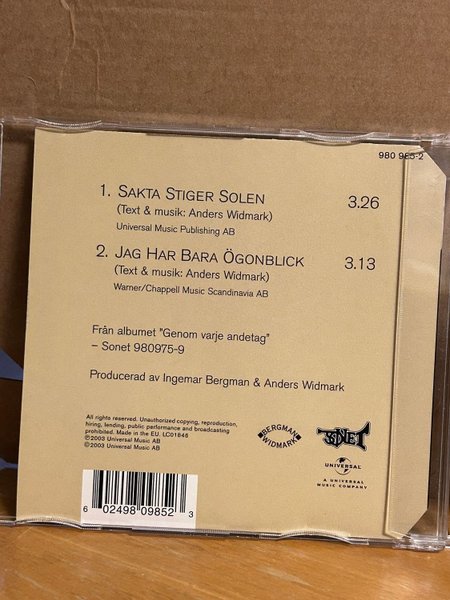 980 985-2
1. SAKTA STIGER SOLEN 3.26
(Text & musik: Anders Widmark)
Universal Music Publishing AB
2. JAG HAR BARA ÖGONBLICK 3.13
(Text & musik: Anders Widmark)
Warner/Chappell Music Scandinavia AB
Från albumet "Genom varje andetag"
– Sonet 980975-9
Producerad av Ingemar Bergman & Anders Widmark
All rights reserved. Unauthorized copying, reproduction,
hiring, lending, public performance and broadcasting
prohibited. Made in the EU. LC01846
℗2003 Universal Music AB
©2003 Universal Music AB
BERGMAN
WIDMARK
SONET
UNIVERSAL
A UNIVERSAL
MUSIC COMPANY
6 02498 09852 3